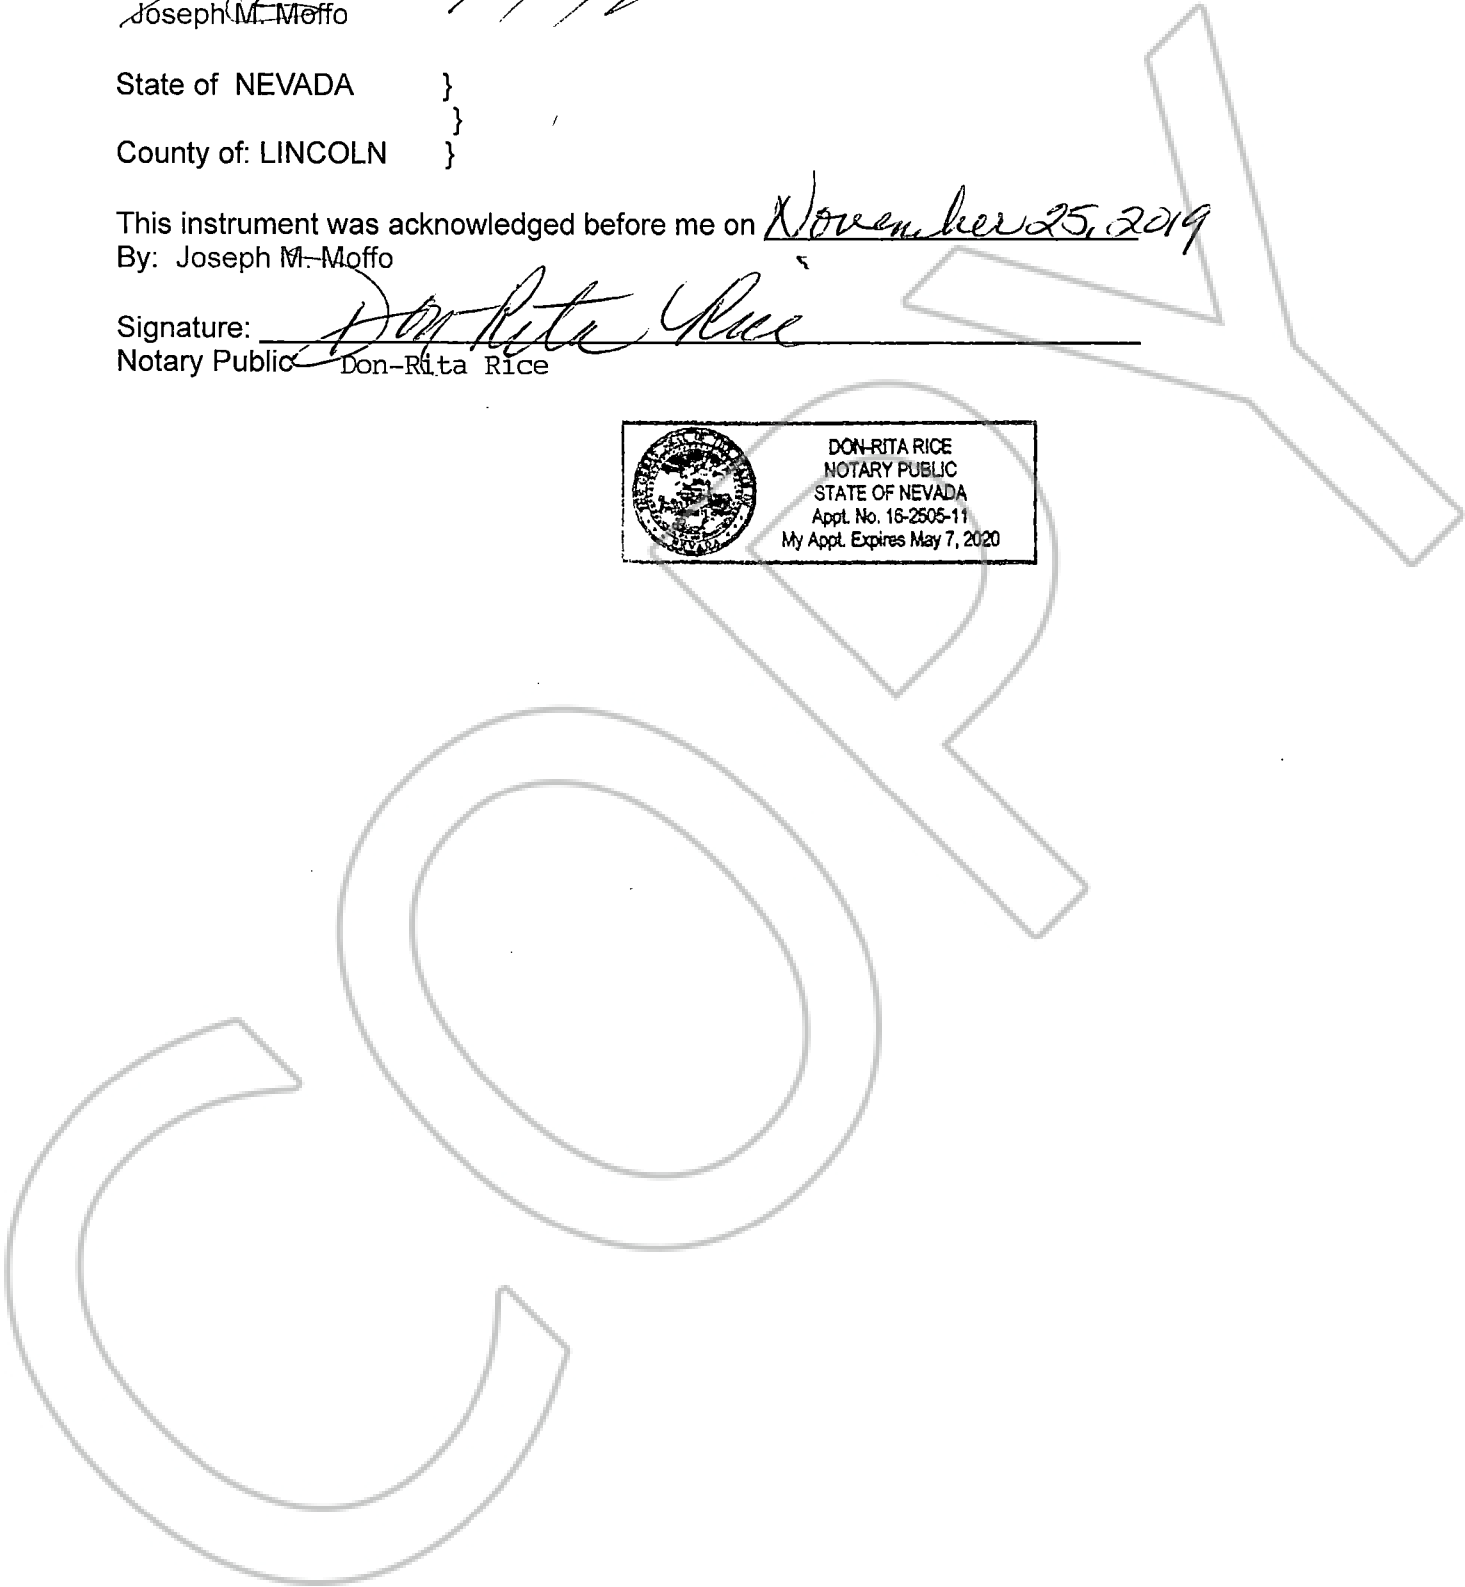 Joseph M. Moffo
State of NEVADA }
}
County of: LINCOLN }
This instrument was acknowledged before me on November 25, 2019
By: Joseph M. Moffo
Signature: Don Rita Rice
Notary Public Don-Rita Rice
DON-RITA RICE
NOTARY PUBLIC
STATE OF NEVADA
Appt. No. 16-2505-11
My Appt. Expires May 7, 2020
NEVADA
COPY